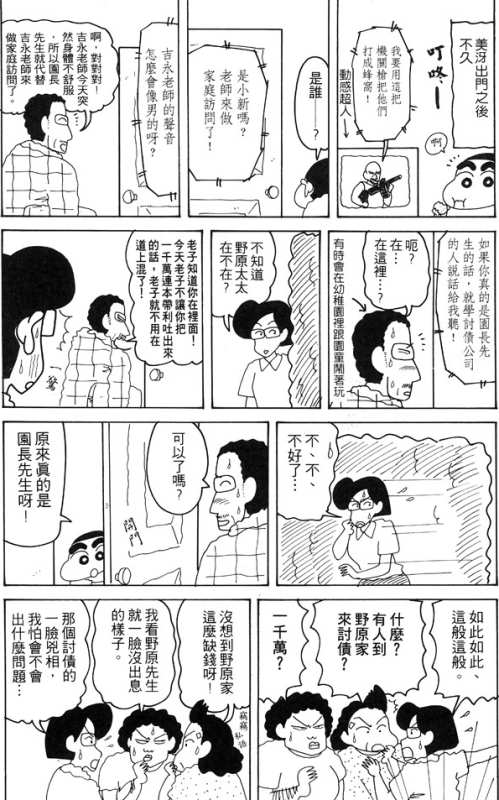 美冴出門之後
不久
叮咚—
啊
我要用這把
機關槍把他們
打成蜂窩！
動感超人
是誰——？
是小新嗎？
老師來做
家庭訪問了！
吉永老師的聲音
怎麼會像男的呀？
啊，對對對！
吉永老師今天突
然身體不舒服
，所以園長
先生就代替
吉永老師來
做家庭訪問了。
如果你真的是園長先
生的話，就學討債公司
的人說話給我聽！
呃？
在…
在這裡…？
有時會在幼稚園裡跟園童鬧著玩
不知道
野原太太
在不在？
老子知道你在裡面！
今天老子不讓你把
一千萬連本帶利吐出來
的話，老子就不用在
道上混了！
一驚
不、不、
不好了…
可以了嗎？
開門
原來真的是
園長先生呀！
如此如此、
這般這般。
什麼？
有人到
野原家
來討債？
一千萬？
沒想到野原家
這麼缺錢呀！
竊竊
私語
我看野原先生
就一臉沒出息
的樣子。
那個討債的
一臉兇相，
我怕會不會
出什麼問題…